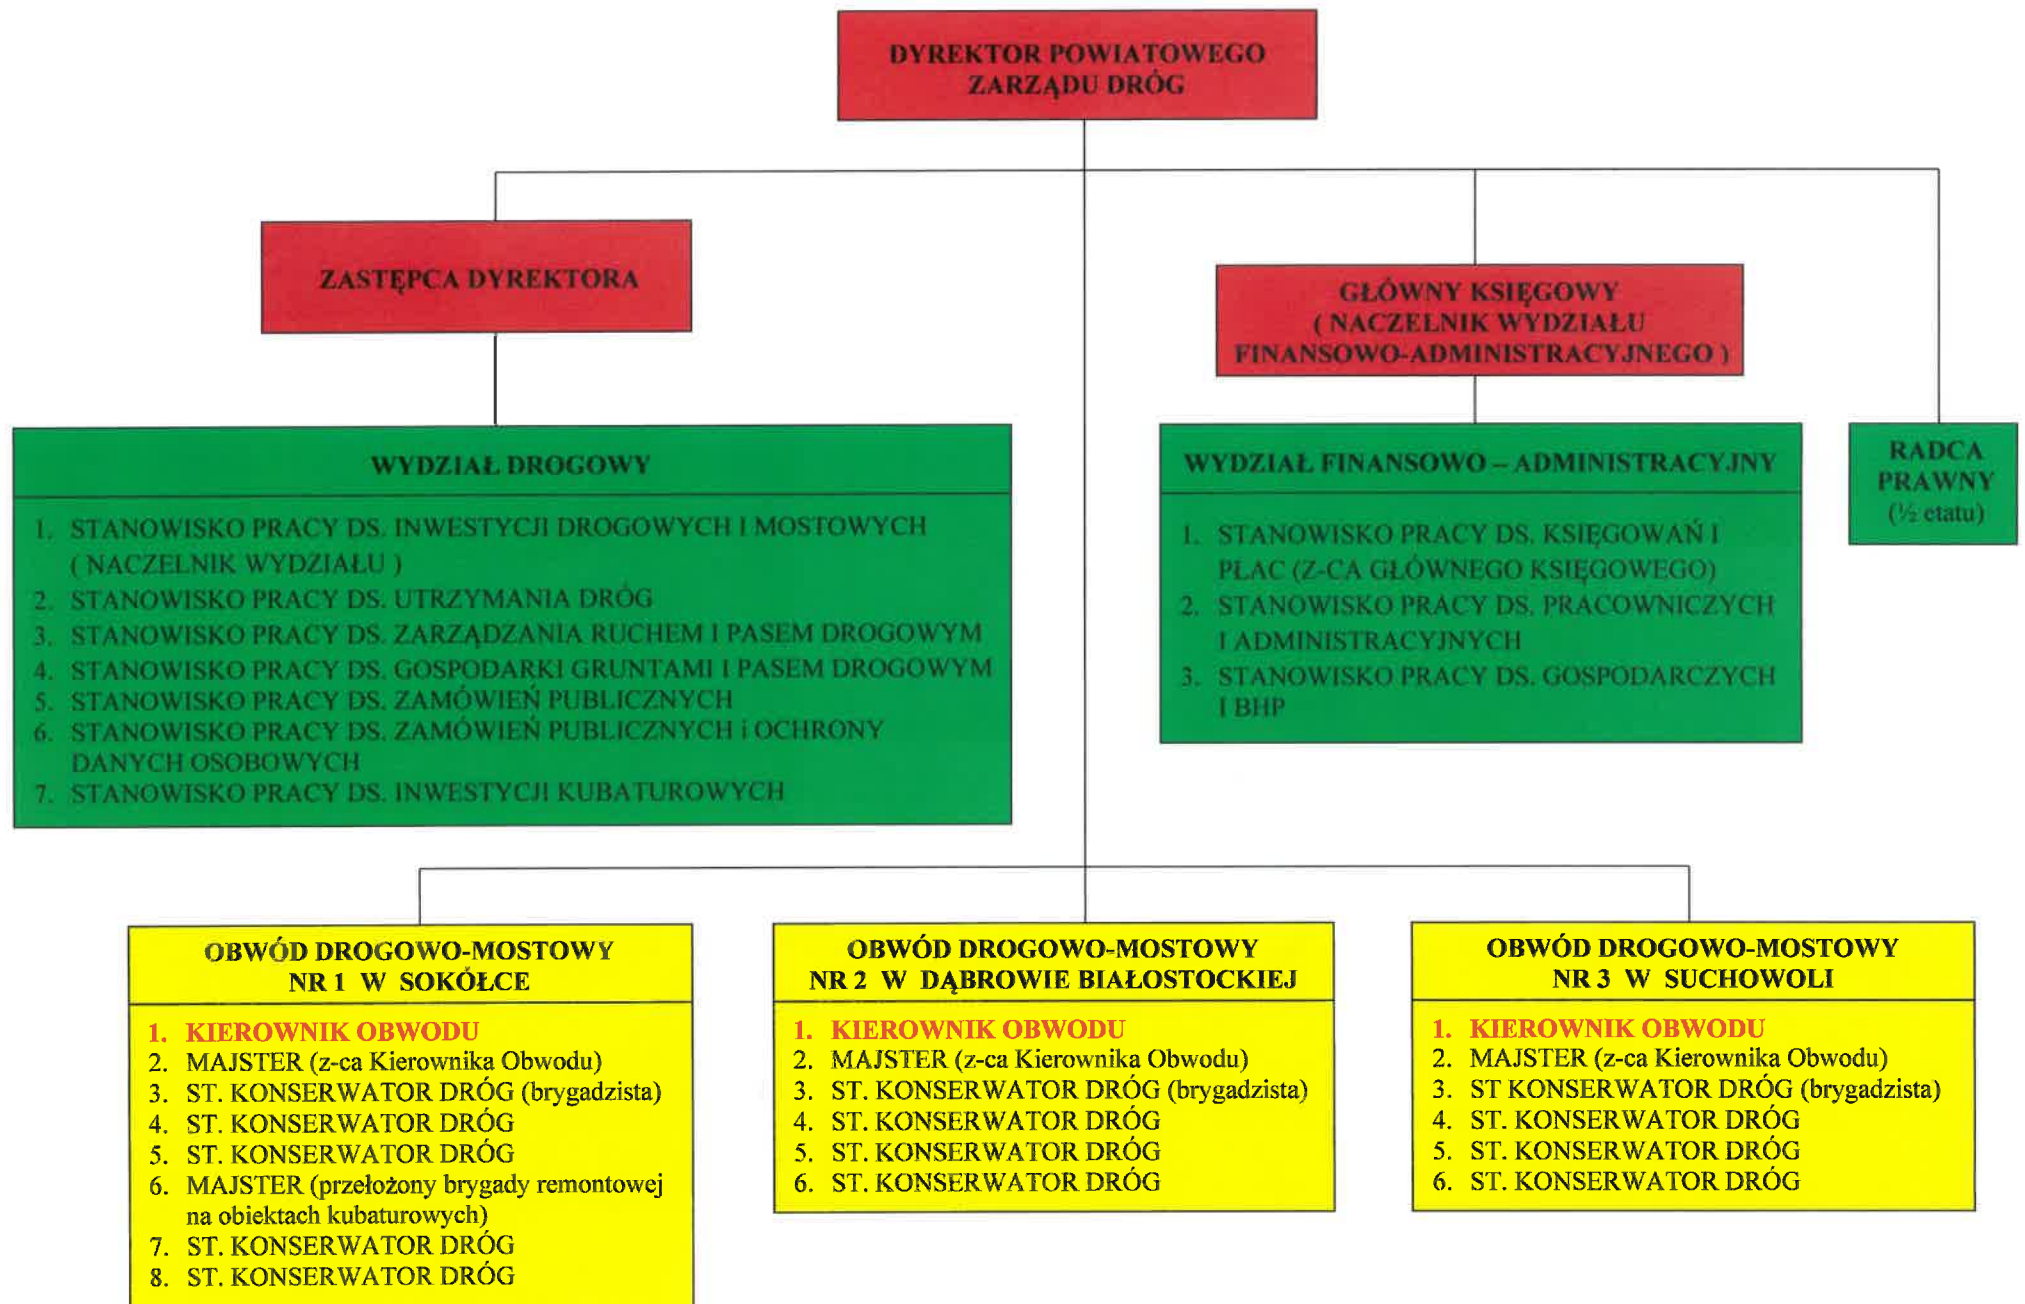 DYREKTOR POWIATOWEGO
ZARZĄDU DRÓG
ZASTĘPCA DYREKTORA
GŁÓWNY KSIĘGOWY
( NACZELNIK WYDZIAŁU
FINANSOWO-ADMINISTRACYJNEGO )
WYDZIAŁ DROGOWY
1. STANOWISKO PRACY DS. INWESTYCJI DROGOWYCH I MOSTOWYCH
( NACZELNIK WYDZIAŁU )
2. STANOWISKO PRACY DS. UTRZYMANIA DRÓG
3. STANOWISKO PRACY DS. ZARZĄDZANIA RUCHEM I PASEM DROGOWYM
4. STANOWISKO PRACY DS. GOSPODARKI GRUNTAMI I PASEM DROGOWYM
5. STANOWISKO PRACY DS. ZAMÓWIEŃ PUBLICZNYCH
6. STANOWISKO PRACY DS. ZAMÓWIEŃ PUBLICZNYCH i OCHRONY
DANYCH OSOBOWYCH
7. STANOWISKO PRACY DS. INWESTYCJI KUBATUROWYCH
WYDZIAŁ FINANSOWO – ADMINISTRACYJNY
1. STANOWISKO PRACY DS. KSIĘGOWAŃ I
PŁAC (Z-CA GŁÓWNEGO KSIĘGOWEGO)
2. STANOWISKO PRACY DS. PRACOWNICZYCH
I ADMINISTRACYJNYCH
3. STANOWISKO PRACY DS. GOSPODARCZYCH
I BHP
RADCA
PRAWNY
(½ etatu)
OBWÓD DROGOWO-MOSTOWY
NR 1 W SOKÓŁCE
1. KIEROWNIK OBWODU
2. MAJSTER (z-ca Kierownika Obwodu)
3. ST. KONSERWATOR DRÓG (brygadzista)
4. ST. KONSERWATOR DRÓG
5. ST. KONSERWATOR DRÓG
6. MAJSTER (przełożony brygady remontowej
na obiektach kubaturowych)
7. ST. KONSERWATOR DRÓG
8. ST. KONSERWATOR DRÓG
OBWÓD DROGOWO-MOSTOWY
NR 2 W DĄBROWIE BIAŁOSTOCKIEJ
1. KIEROWNIK OBWODU
2. MAJSTER (z-ca Kierownika Obwodu)
3. ST. KONSERWATOR DRÓG (brygadzista)
4. ST. KONSERWATOR DRÓG
5. ST. KONSERWATOR DRÓG
6. ST. KONSERWATOR DRÓG
OBWÓD DROGOWO-MOSTOWY
NR 3 W SUCHOWOLI
1. KIEROWNIK OBWODU
2. MAJSTER (z-ca Kierownika Obwodu)
3. ST KONSERWATOR DRÓG (brygadzista)
4. ST. KONSERWATOR DRÓG
5. ST. KONSERWATOR DRÓG
6. ST. KONSERWATOR DRÓG